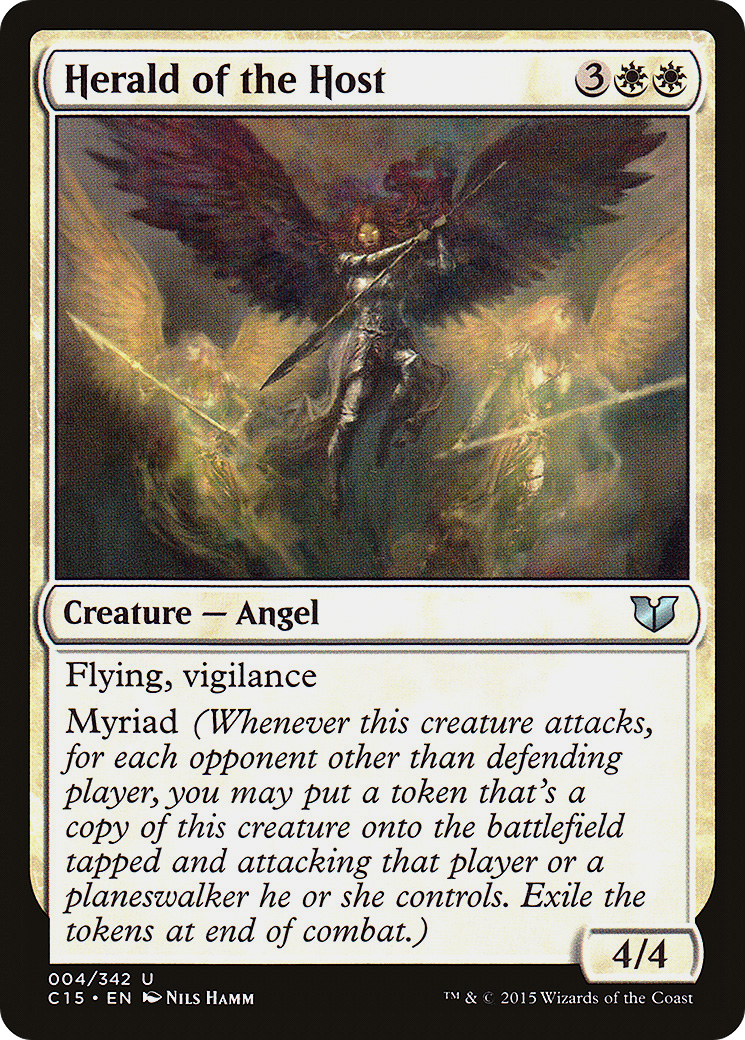 Herald of the Host 3
Creature — Angel
Flying, vigilance
Myriad (Whenever this creature attacks,
for each opponent other than defending
player, you may put a token that's a
copy of this creature onto the battlefield
tapped and attacking that player or a
planeswalker he or she controls. Exile the
tokens at end of combat.)
4/4
004/342 U
C15 • EN Nils Hamm
™ & © 2015 Wizards of the Coast